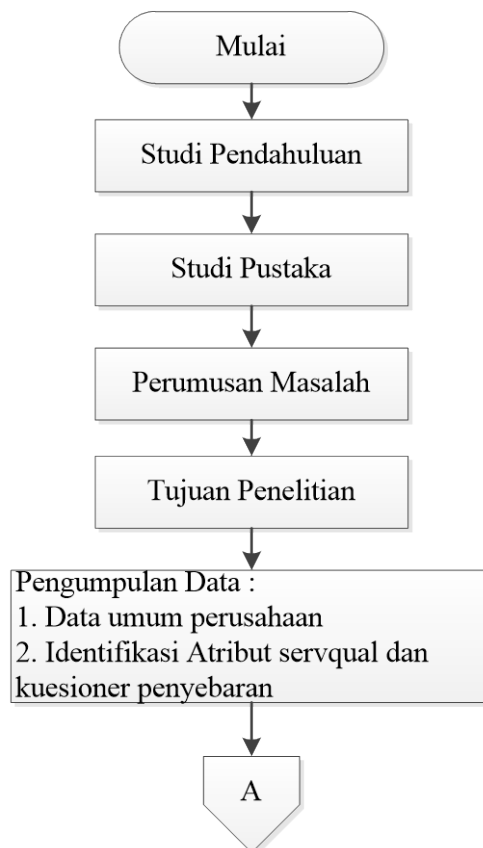 Mulai
Studi Pendahuluan
Studi Pustaka
Perumusan Masalah
Tujuan Penelitian
Pengumpulan Data :
1. Data umum perusahaan
2. Identifikasi Atribut servqual dan
kuesioner penyebaran
A